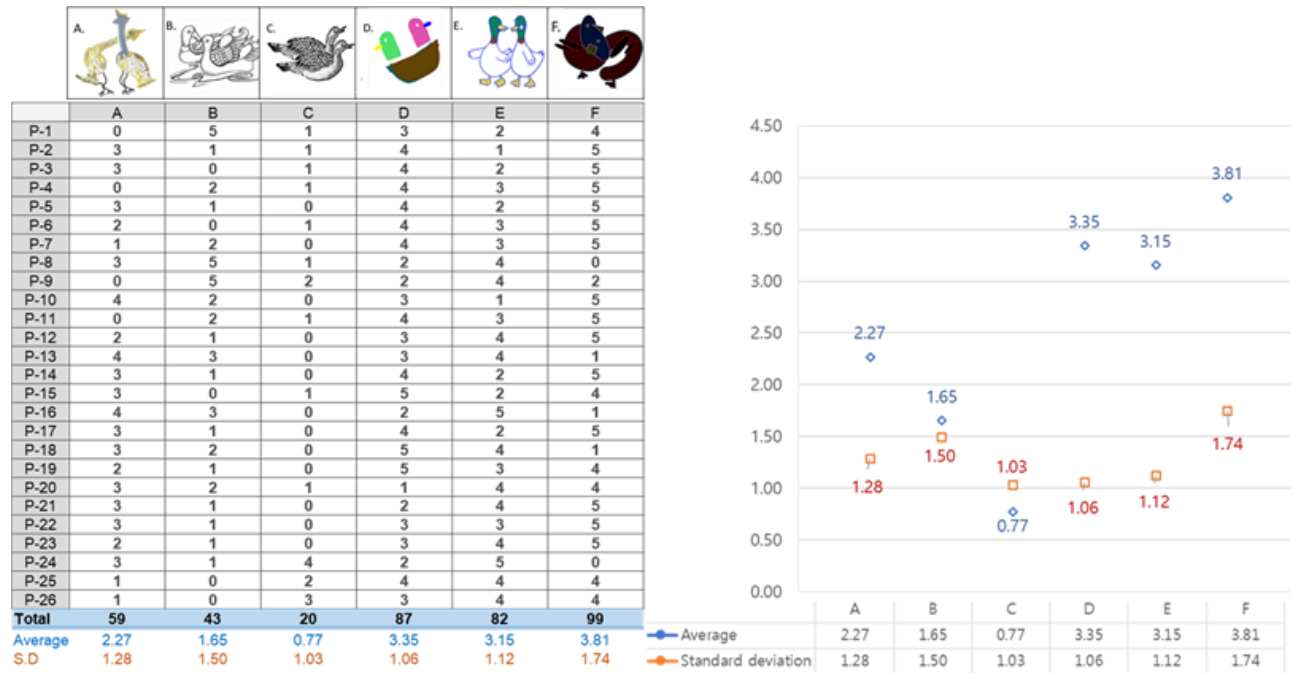 A. B. C. D. E. F.
A B C D E F
P-1 0 5 1 3 2 4
P-2 3 1 1 4 1 5
P-3 3 0 1 4 2 5
P-4 0 2 1 4 3 5
P-5 3 1 0 4 2 5
P-6 2 0 1 4 3 5
P-7 1 2 0 4 3 5
P-8 3 5 1 2 4 0
P-9 0 5 2 2 4 2
P-10 4 2 0 3 1 5
P-11 0 2 1 4 3 5
P-12 2 1 0 3 4 5
P-13 4 3 0 3 4 1
P-14 3 1 0 4 2 5
P-15 3 0 1 5 2 4
P-16 4 3 0 2 5 1
P-17 3 1 0 4 2 5
P-18 3 2 0 5 4 1
P-19 2 1 0 5 3 4
P-20 3 2 1 1 4 4
P-21 3 1 0 2 4 5
P-22 3 1 0 3 3 5
P-23 2 1 0 3 4 5
P-24 3 1 4 2 5 0
P-25 1 0 2 4 4 4
P-26 1 0 3 3 4 4
Total 59 43 20 87 82 99
Average 2.27 1.65 0.77 3.35 3.15 3.81
S.D 1.28 1.50 1.03 1.06 1.12 1.74
4.50
4.00
3.50
3.00
2.50
2.00
1.50
1.00
0.50
0.00
2.27
1.65
0.77
3.35
3.15
3.81
1.28
1.50
1.03
1.06
1.12
1.74
A B C D E F
Average 2.27 1.65 0.77 3.35 3.15 3.81
Standard deviation 1.28 1.50 1.03 1.06 1.12 1.74